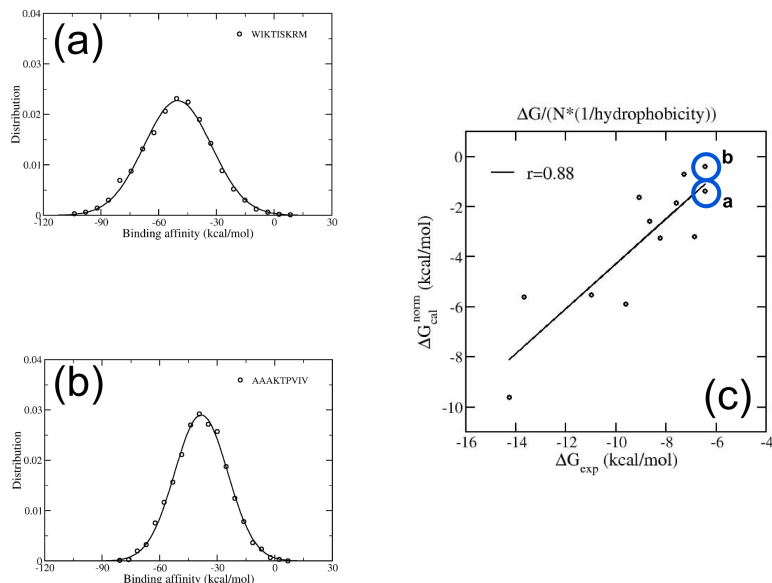 (a)
WIKTISKRM
Distribution
0.04
0.03
0.02
0.01
0
-120
-90
-60
-30
0
30
Binding affinity (kcal/mol)
(b)
AAAKTPVIV
Distribution
0.04
0.03
0.02
0.01
0
-120
-90
-60
-30
0
30
Binding affinity (kcal/mol)
ΔG/(N*(1/hydrophobicity))
r=0.88
b
a
(c)
0
-2
-4
-6
-8
-10
ΔG^norm_cal (kcal/mol)
-16
-14
-12
-10
-8
-6
-4
ΔG_exp (kcal/mol)